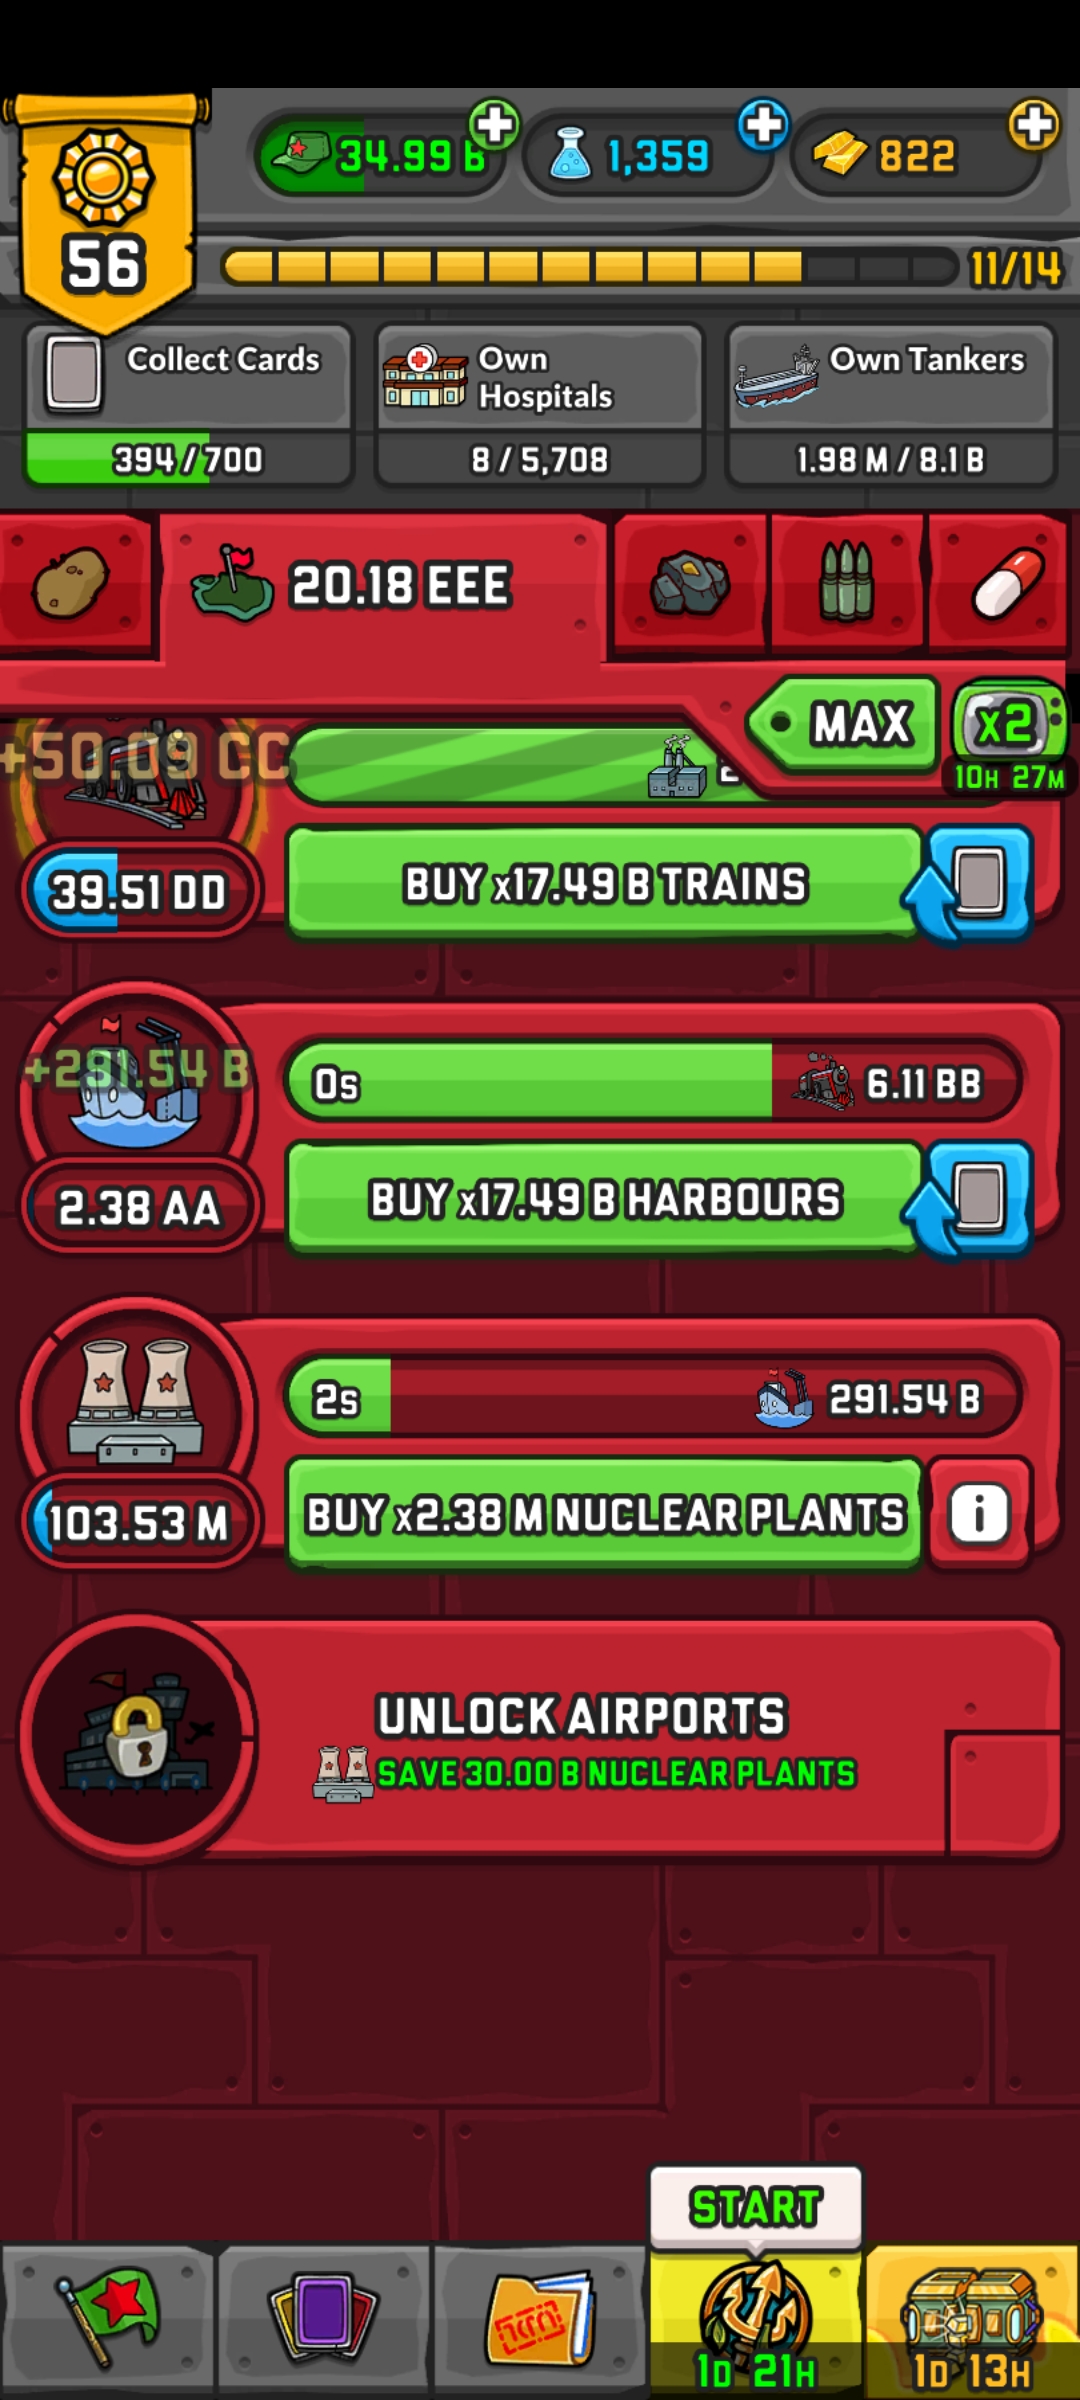 34.99 B
1,359
822
56
11/14
Collect Cards
394/700
Own
Hospitals
8/5,708
Own Tankers
1.98 M/8.1 B
20.18 EEE
MAX
x2
10H 27M
+50.09 CC
39.51 DD
BUY x17.49 B TRAINS
+291.54 B
0s
6.11 BB
2.38 AA
BUY x17.49 B HARBOURS
2s
291.54 B
103.53 M
BUY x2.38 M NUCLEAR PLANTS
i
UNLOCK AIRPORTS
SAVE 30.00 B NUCLEAR PLANTS
START
1D 21H
1D 13H